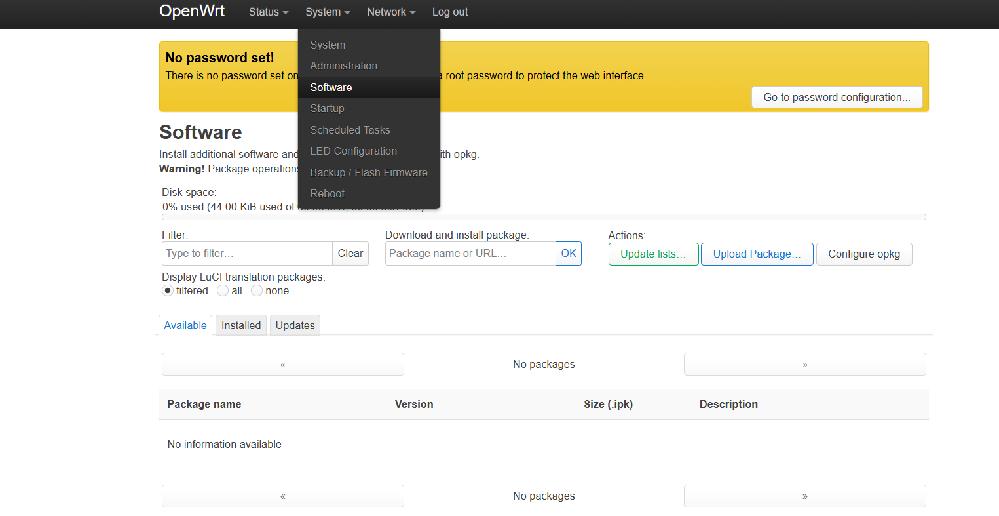 OpenWrt Status System Network Log out
System
Administration
Software
Startup
Scheduled Tasks
LED Configuration
Backup / Flash Firmware
Reboot
No password set!
There is no password set on a root password to protect the web interface.
Go to password configuration...
Software
Install additional software and ith opkg.
Warning! Package operations
Disk space:
0% used (44.00 KiB used of
Filter: Download and install package: Actions:
Type to filter... Clear Package name or URL... OK Update lists... Upload Package... Configure opkg
Display LuCI translation packages:
filtered all none
Available Installed Updates
« No packages »
Package name Version Size (.ipk) Description
No information available
« No packages »